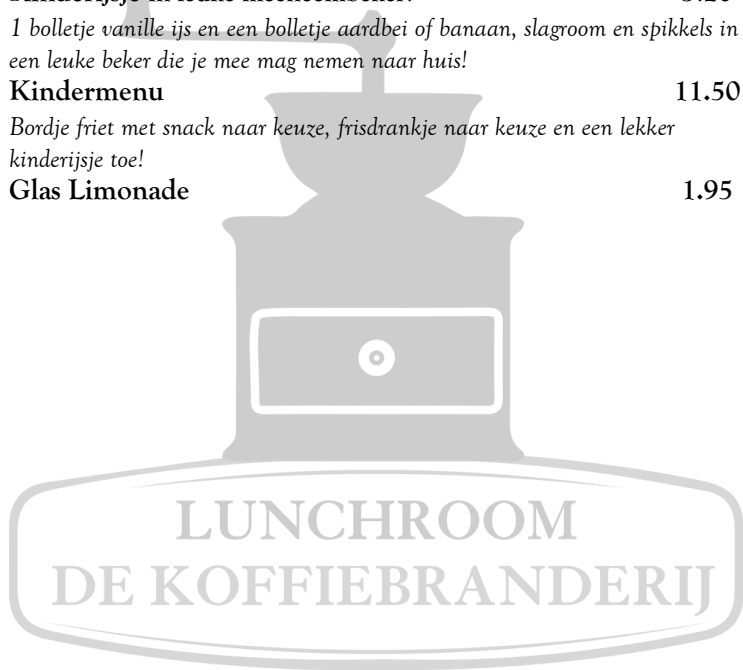 1 bolletje vanille ijs en een bolletje aardbei of banaan, slagroom en spikkels in
een leuke beker die je mee mag nemen naar huis!
Kindermenu 11.50
Bordje friet met snack naar keuze, frisdrankje naar keuze en een lekker
kinderijsje toe!
Glas Limonade 1.95
LUNCHROOM
DE KOFFIEBRANDERIJ